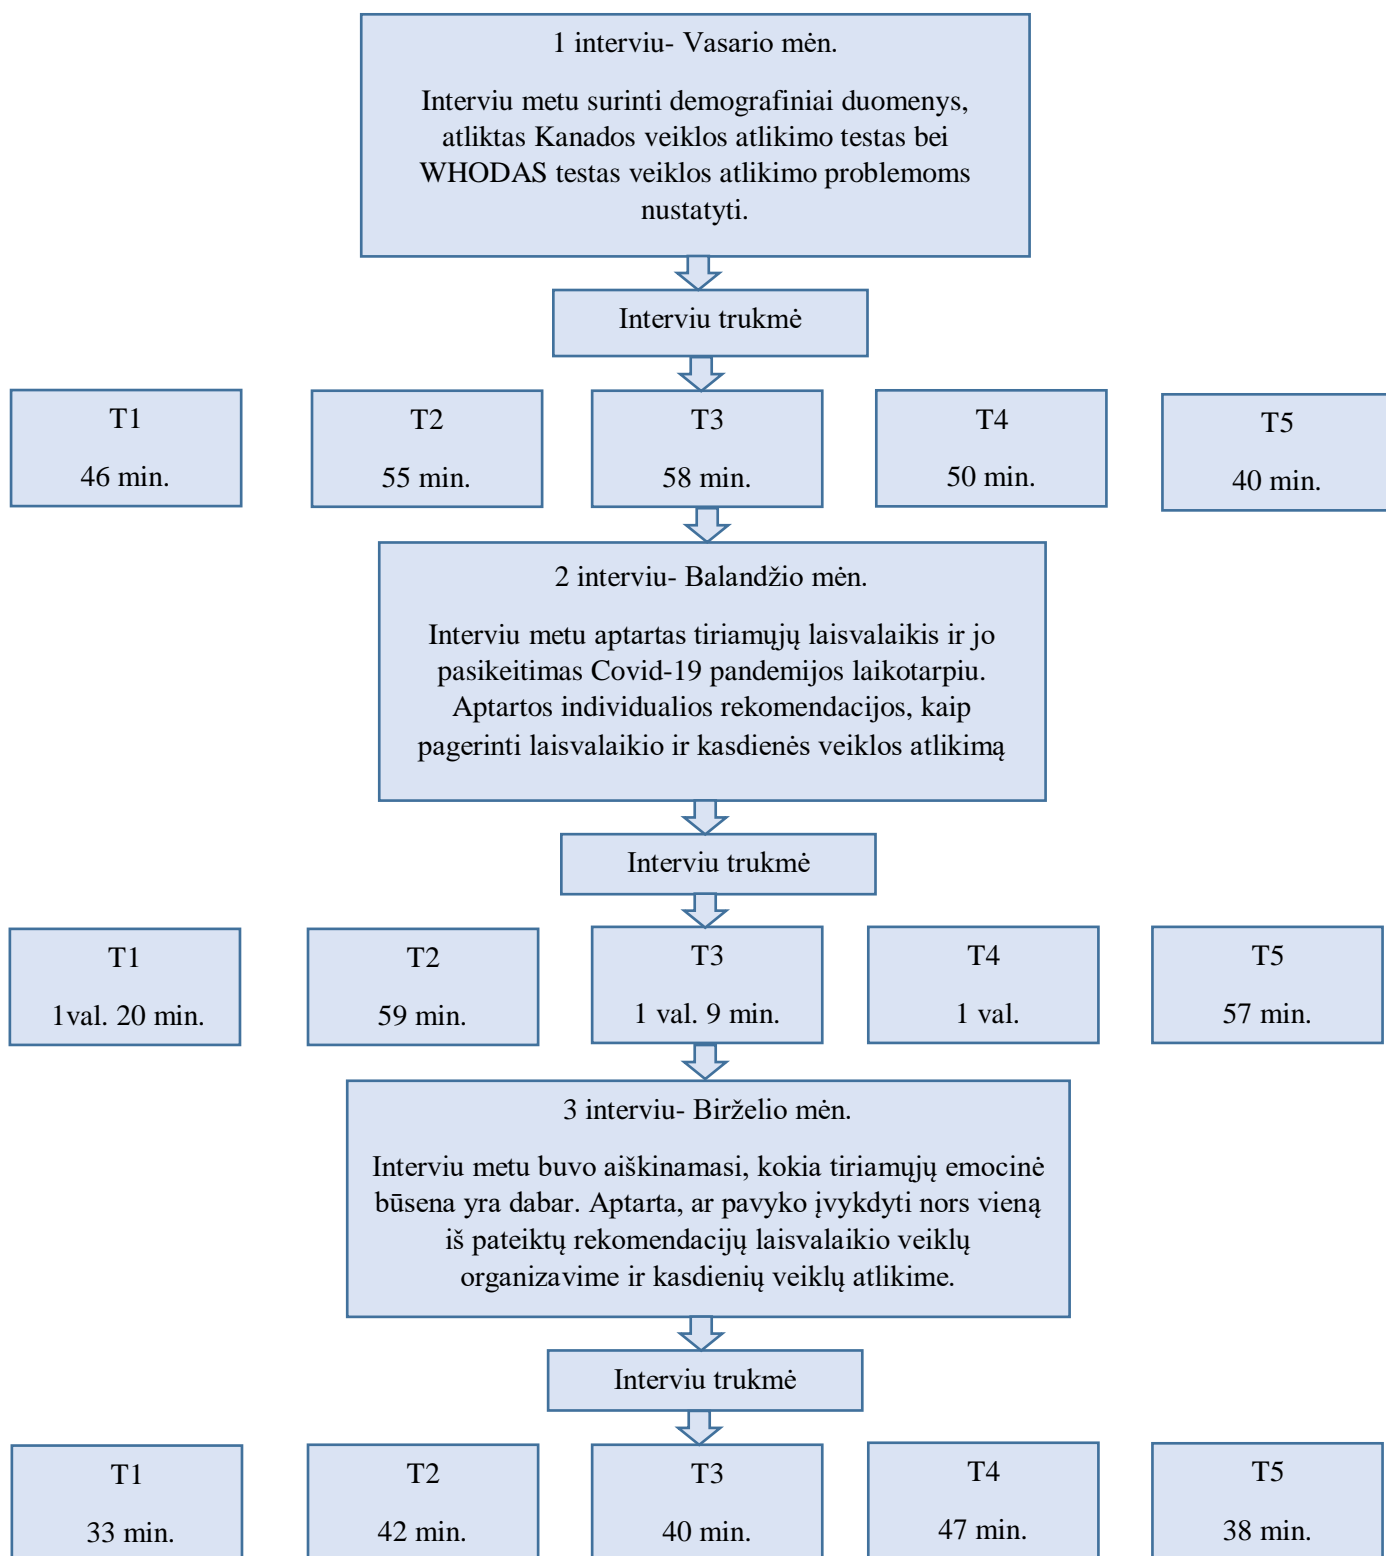 1 interviu- Vasario mėn.
Interviu metu surinti demografiniai duomenys,
atliktas Kanados veiklos atlikimo testas bei
WHODAS testas veiklos atlikimo problemoms
nustatyti.
Interviu trukmė
T1
46 min.
T2
55 min.
T3
58 min.
T4
50 min.
T5
40 min.
2 interviu- Balandžio mėn.
Interviu metu aptartas tiriamųjų laisvalaikis ir jo
pasikeitimas Covid-19 pandemijos laikotarpiu.
Aptartos individualios rekomendacijos, kaip
pagerinti laisvalaikio ir kasdienės veiklos atlikimą
Interviu trukmė
T1
1val. 20 min.
T2
59 min.
T3
1 val. 9 min.
T4
1 val.
T5
57 min.
3 interviu- Birželio mėn.
Interviu metu buvo aiškinamasi, kokia tiriamųjų emocinė
būsena yra dabar. Aptarta, ar pavyko įvykdyti nors vieną
iš pateiktų rekomendacijų laisvalaikio veiklų
organizavime ir kasdienių veiklų atlikime.
Interviu trukmė
T1
33 min.
T2
42 min.
T3
40 min.
T4
47 min.
T5
38 min.